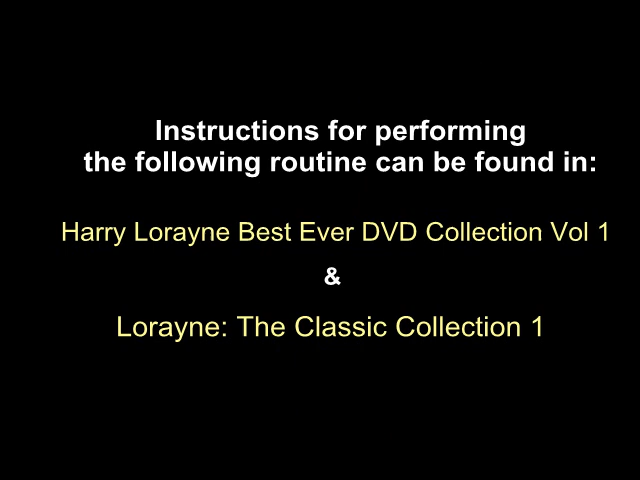 Instructions for performing
the following routine can be found in:
Harry Lorayne Best Ever DVD Collection Vol 1
&
Lorayne: The Classic Collection 1